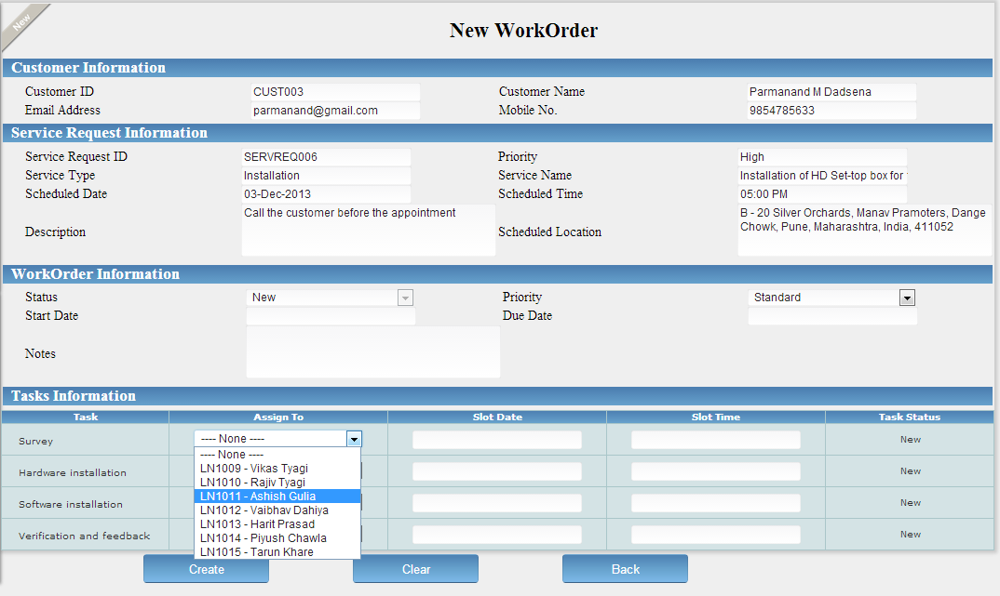 New
New WorkOrder
Customer Information
Customer ID CUST003 Customer Name Parmanand M Dadsena
Email Address parmanand@gmail.com Mobile No. 9854785633
Service Request Information
Service Request ID SERVREQ006 Priority High
Service Type Installation Service Name Installation of HD Set-top box for
Scheduled Date 03-Dec-2013 Scheduled Time 05:00 PM
Description Call the customer before the appointment Scheduled Location B - 20 Silver Orchards, Manav Pramoters, Dange
Chowk, Pune, Maharashtra, India, 411052
WorkOrder Information
Status New Priority Standard
Start Date Due Date
Notes
Tasks Information
Task Assign To Slot Date Slot Time Task Status
Survey ---- None ---- New
---- None ----
LN1009 - Vikas Tyagi
Hardware installation LN1010 - Rajiv Tyagi New
LN1011 - Ashish Gulia
Software installation LN1012 - Vaibhav Dahiya New
LN1013 - Harit Prasad
Verification and feedback LN1014 - Piyush Chawla New
LN1015 - Tarun Khare
Create Clear Back